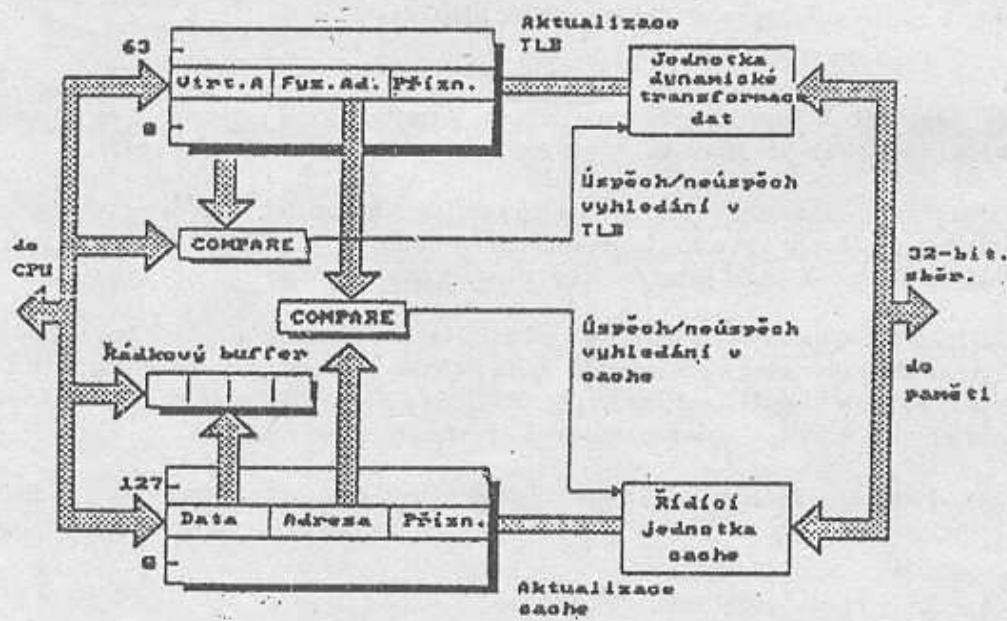 Aktualizace
TLB
63
Virt.A Fyz.Ad. Přízn.
0
Jednotka
dynamické
transformace
dat
Úspěch/neúspěch
vyhledání v
TLB
do
CPU
COMPARE
32-bit.
sběr.
COMPARE
Úspěch/neúspěch
vyhledání v
cache
Řádkový buffer
do
paměti
127
Data Adresa Přízn.
0
Řídící
jednotka
cache
Aktualizace
cache